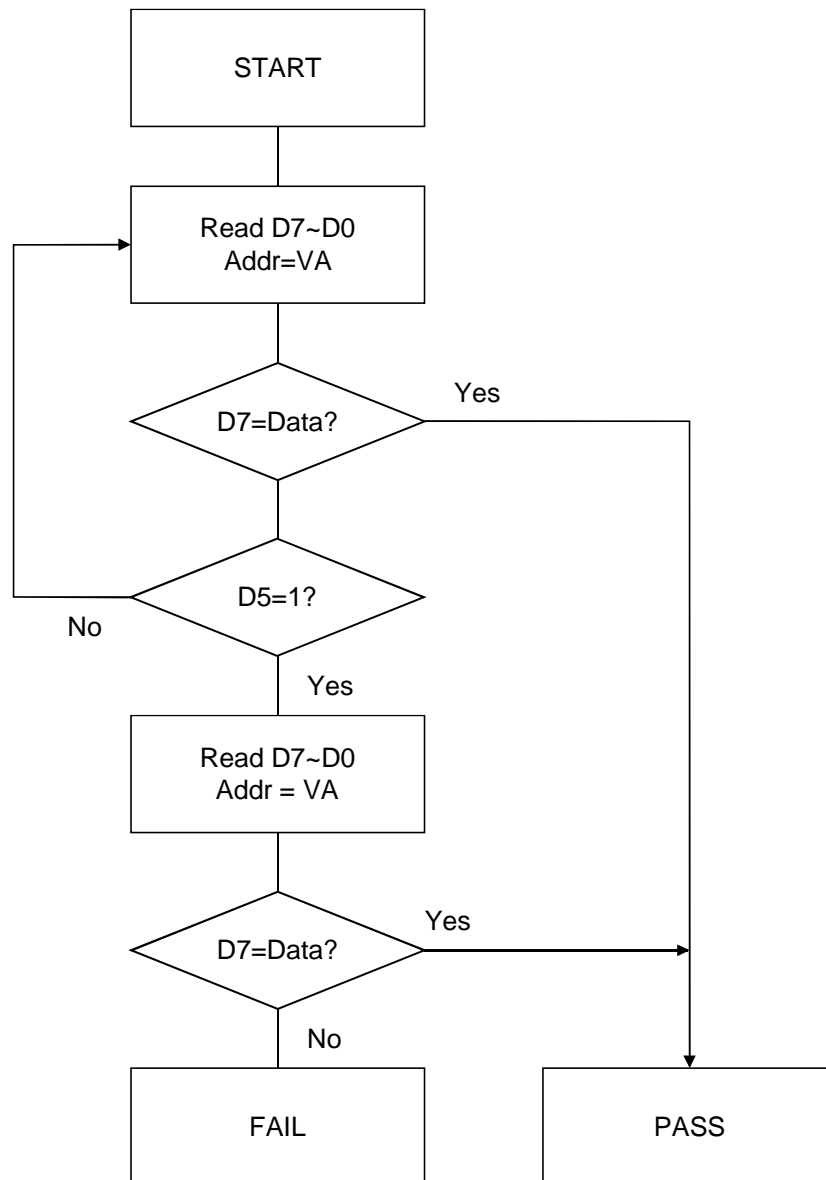 START
Read D7~D0
Addr=VA
Yes
D7=Data?
D5=1?
No
Yes
Read D7~D0
Addr = VA
Yes
D7=Data?
No
FAIL
PASS